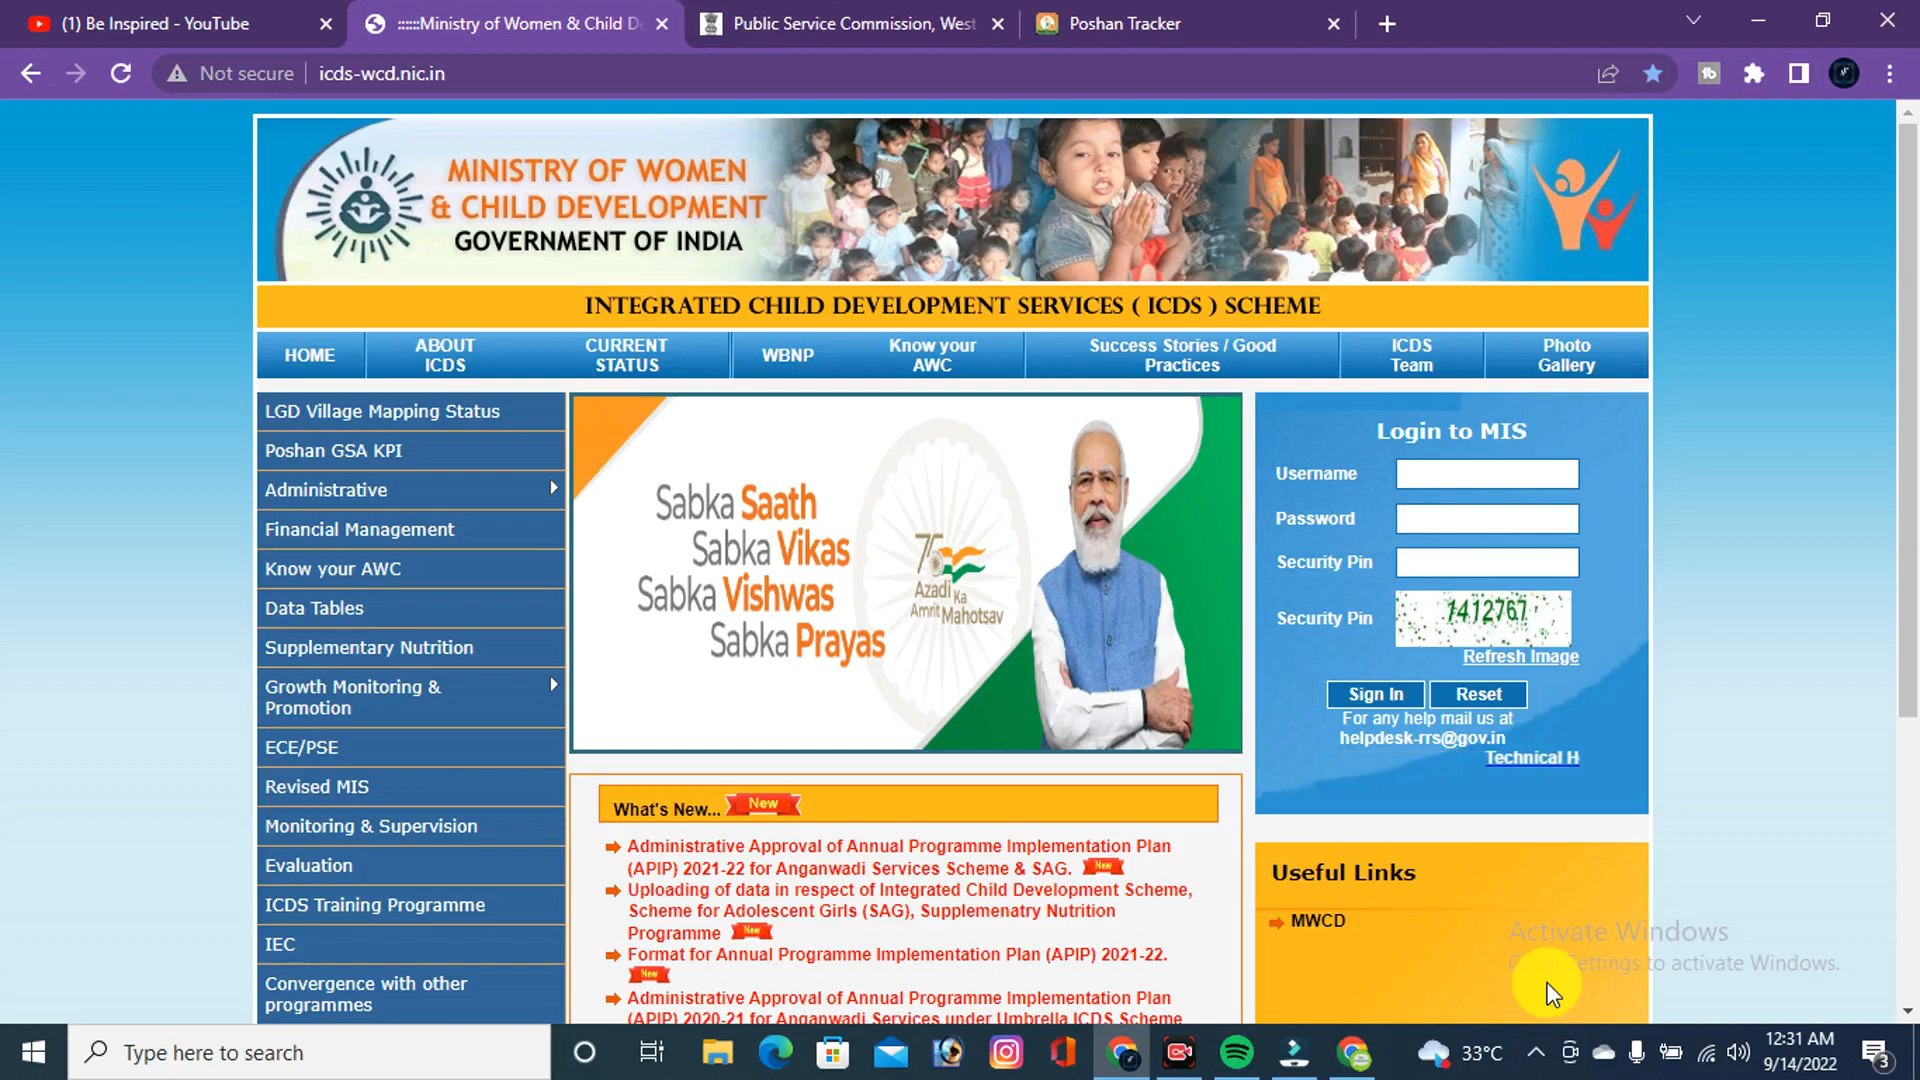 (1) Be Inspired - YouTube
::::::Ministry of Women & Child De
Public Service Commission, West
Poshan Tracker
Not secure
icds-wcd.nic.in
MINISTRY OF WOMEN
& CHILD DEVELOPMENT
GOVERNMENT OF INDIA
INTEGRATED CHILD DEVELOPMENT SERVICES ( ICDS ) SCHEME
HOME
ABOUT
ICDS
CURRENT
STATUS
WBNP
Know your
AWC
Success Stories / Good
Practices
ICDS
Team
Photo
Gallery
LGD Village Mapping Status
Poshan GSA KPI
Administrative
Financial Management
Know your AWC
Data Tables
Supplementary Nutrition
Growth Monitoring &
Promotion
ECE/PSE
Revised MIS
Monitoring & Supervision
Evaluation
ICDS Training Programme
IEC
Convergence with other
programmes
Sabka Saath
Sabka Vikas
Sabka Vishwas
Sabka Prayas
75
Azadi Ka
Amrit Mahotsav
What's New... New
Administrative Approval of Annual Programme Implementation Plan
(APIP) 2021-22 for Anganwadi Services Scheme & SAG. New
Uploading of data in respect of Integrated Child Development Scheme,
Scheme for Adolescent Girls (SAG), Supplemenatry Nutrition
Programme New
Format for Annual Programme Implementation Plan (APIP) 2021-22.
New
Administrative Approval of Annual Programme Implementation Plan
(APIP) 2020-21 for Anganwadi Services under Umbrella ICDS Scheme
Login to MIS
Username
Password
Security Pin
Security Pin
1412767
Refresh Image
Sign In
Reset
For any help mail us at
helpdesk-rrs@gov.in
Technical H
Useful Links
MWCD
Activate Windows
Settings to activate Windows.
Type here to search
33°C
12:31 AM
9/14/2022
3